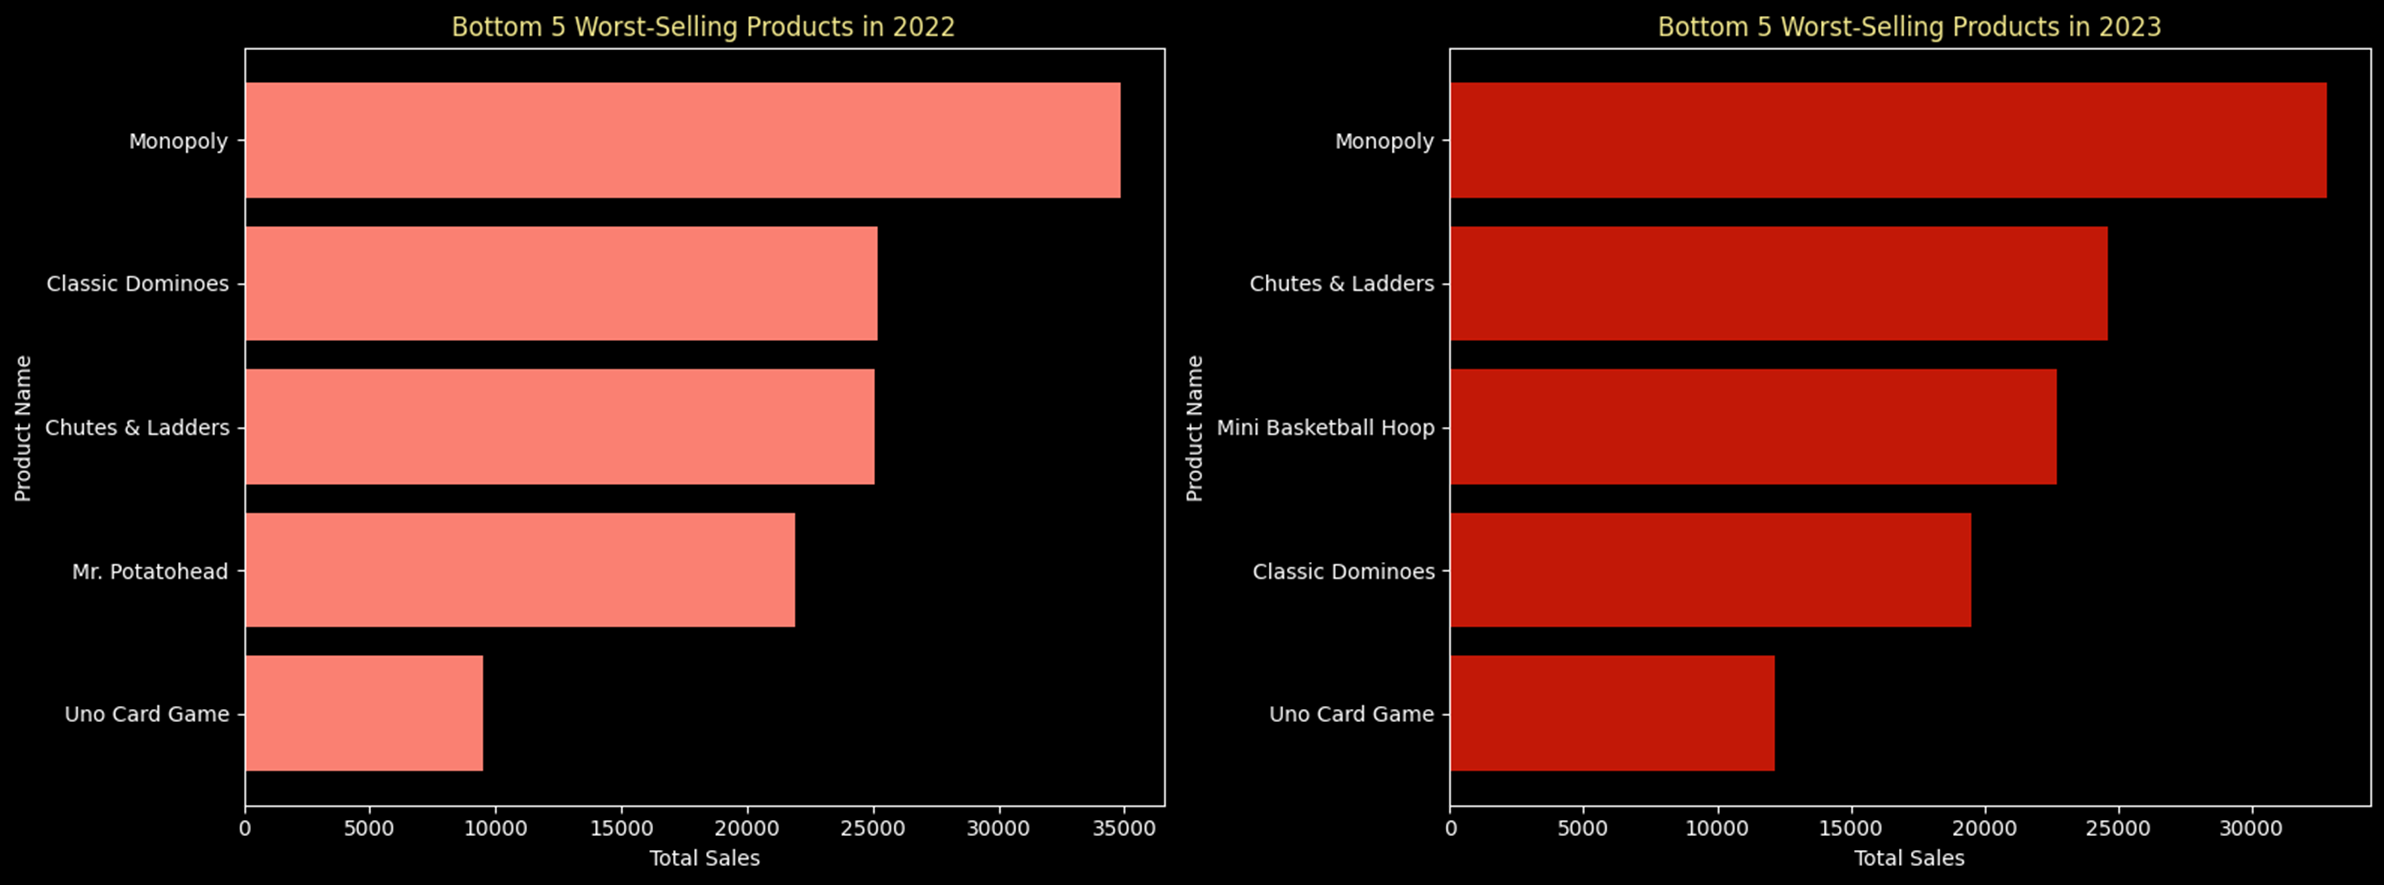 Bottom 5 Worst-Selling Products in 2022
Product Name
Monopoly
Classic Dominoes
Chutes & Ladders
Mr. Potatohead
Uno Card Game
0 5000 10000 15000 20000 25000 30000 35000
Total Sales
Bottom 5 Worst-Selling Products in 2023
Product Name
Monopoly
Chutes & Ladders
Mini Basketball Hoop
Classic Dominoes
Uno Card Game
0 5000 10000 15000 20000 25000 30000
Total Sales